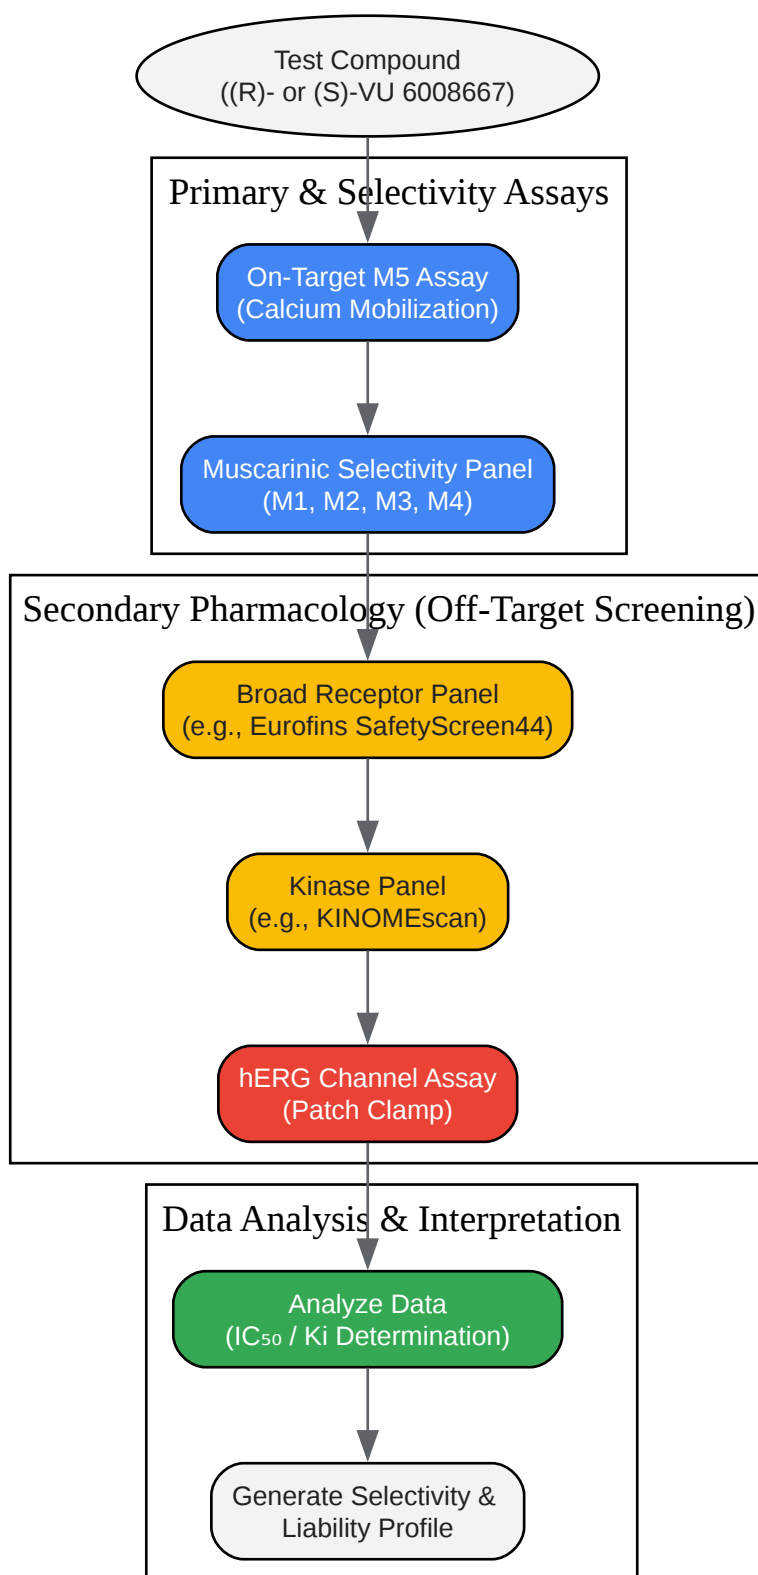 Test Compound
((R)- or (S)-VU 6008667)
Primary & Selectivity Assays
On-Target M5 Assay
(Calcium Mobilization)
Muscarinic Selectivity Panel
(M1, M2, M3, M4)
Secondary Pharmacology (Off-Target Screening)
Broad Receptor Panel
(e.g., Eurofins SafetyScreen44)
Kinase Panel
(e.g., KINOMEscan)
hERG Channel Assay
(Patch Clamp)
Data Analysis & Interpretation
Analyze Data
(IC₅₀ / Ki Determination)
Generate Selectivity &
Liability Profile